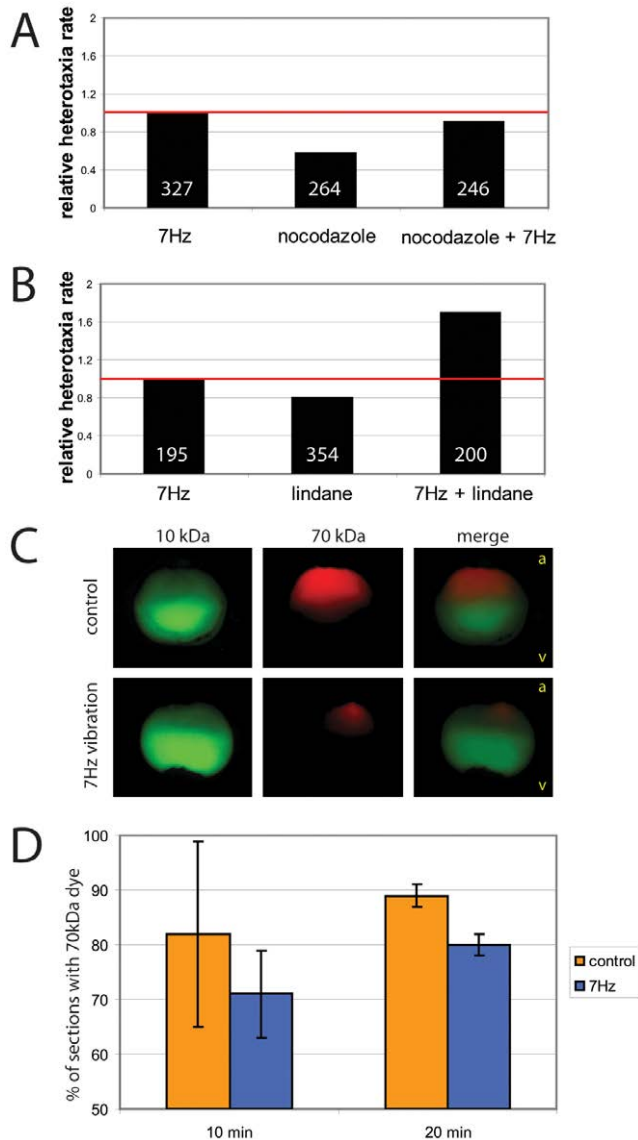 A
relative heterotaxia rate
2
1.6
1.2
0.8
0.4
0
327
264
246
7Hz
nocodazole
nocodazole + 7Hz
B
relative heterotaxia rate
2
1.6
1.2
0.8
0.4
0
195
354
200
7Hz
lindane
7Hz + lindane
C
10 kDa
70 kDa
merge
control
a
v
7Hz vibration
a
v
D
% of sections with 70kDa dye
100
90
80
70
60
50
10 min
20 min
control
7Hz